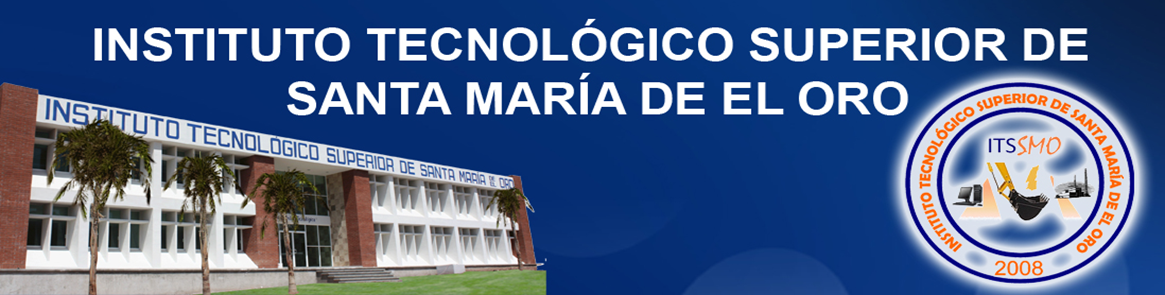 INSTITUTO TECNOLÓGICO SUPERIOR DE
SANTA MARÍA DE EL ORO
INSTITUTO TECNOLÓGICO SUPERIOR DE SANTA MARÍA DE EL ORO
INSTITUTO TECNOLÓGICO SUPERIOR DE SANTA MARÍA DE EL ORO
ITSSMO
2008